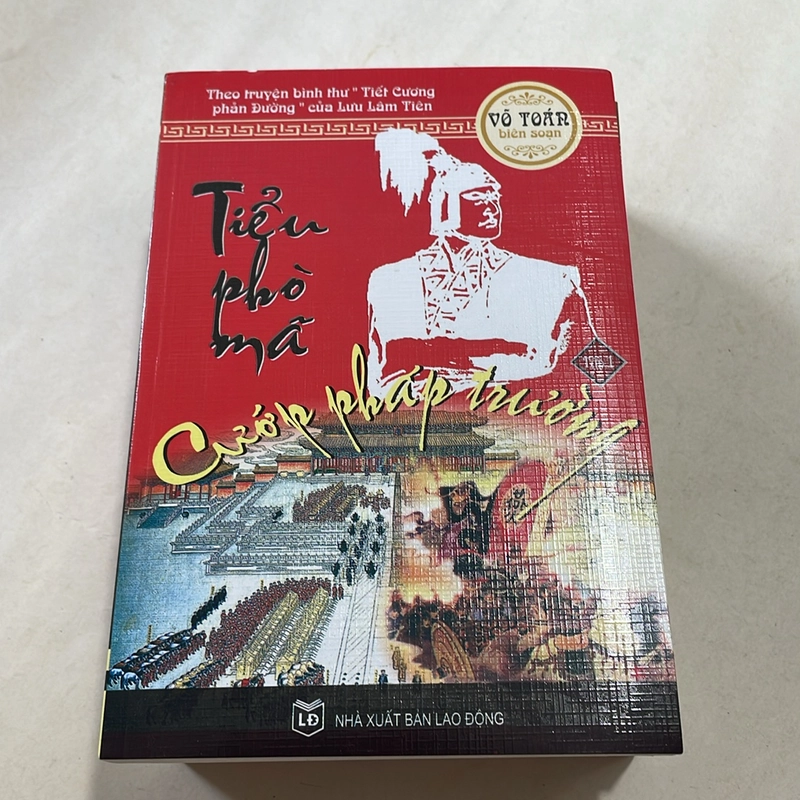 Theo truyện bình thư " Tiết Cương
phản Đường " của Lưu Lâm Tiên
VÕ TOÁN
biên soạn
Tiểu
phò
mã
Cướp pháp trường
LĐ
NHÀ XUẤT BẢN LAO ĐỘNG